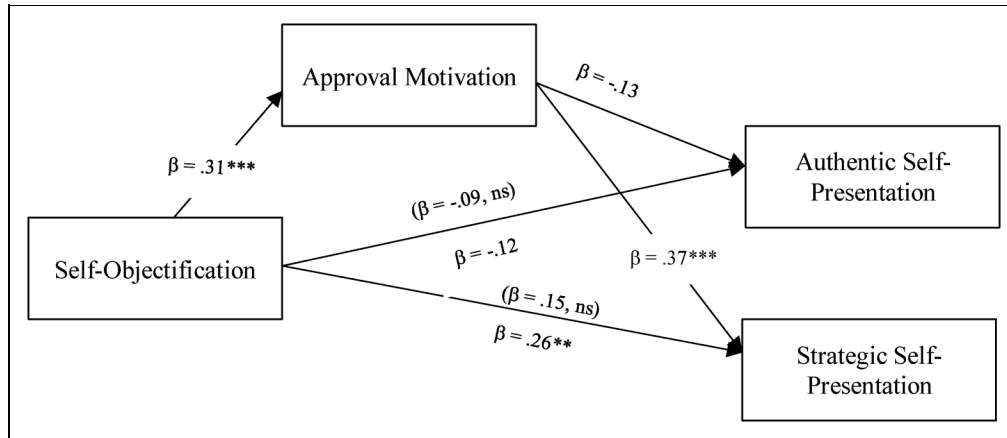 Approval Motivation
β = -.13
Authentic Self-
Presentation
β = .31***
(β = -.09, ns)
β = -.12
β = .37***
Self-Objectification
(β = .15, ns)
β = .26**
Strategic Self-
Presentation